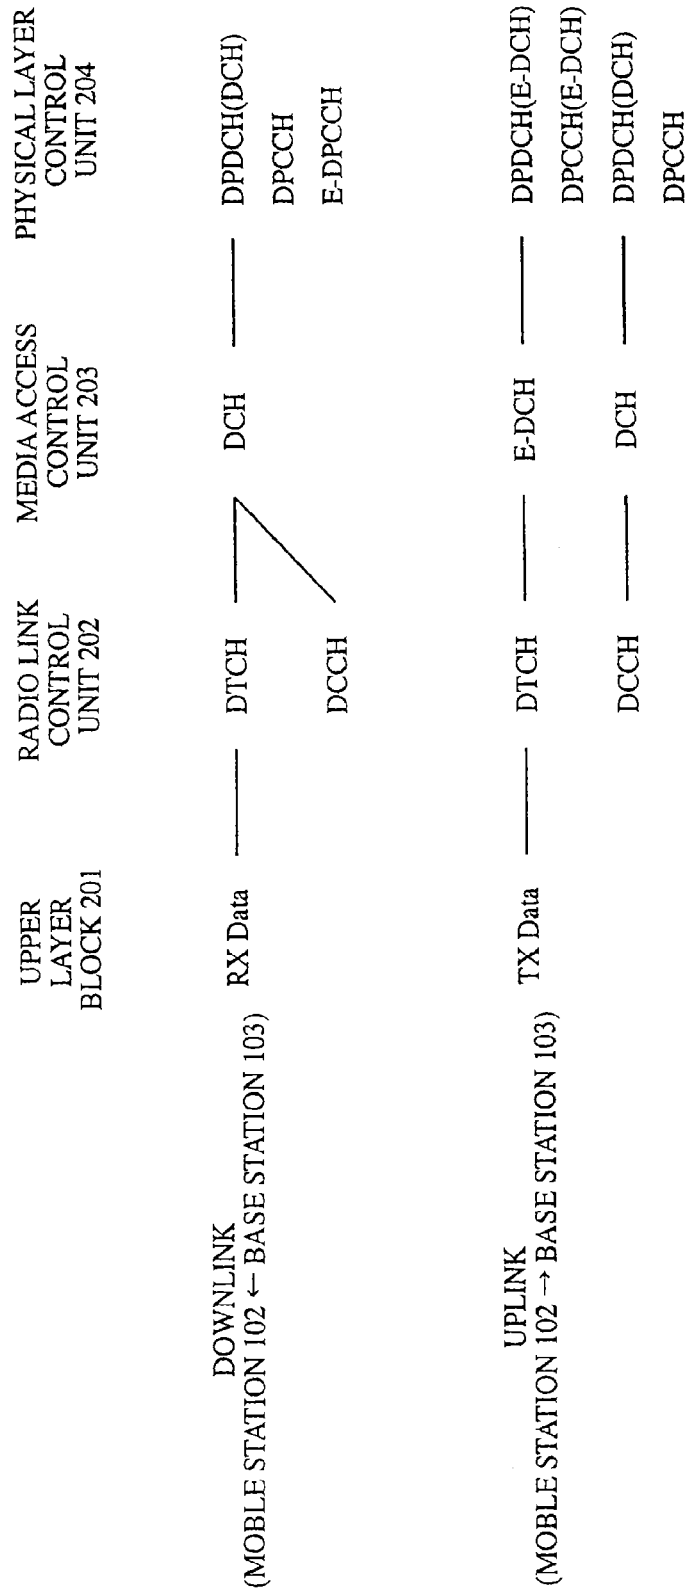 UPPER
LAYER
BLOCK 201
RADIO LINK
CONTROL
UNIT 202
MEDIA ACCESS
CONTROL
UNIT 203
PHYSICAL LAYER
CONTROL
UNIT 204
DOWNLINK
(MOBLE STATION 102 ← BASE STATION 103)
RX Data
DTCH
DCH
DPDCH(DCH)
DPCCH
DCCH
E-DPCCH
UPLINK
(MOBLE STATION 102 → BASE STATION 103)
TX Data
DTCH
E-DCH
DPDCH(E-DCH)
DPCCH(E-DCH)
DCCH
DCH
DPDCH(DCH)
DPCCH